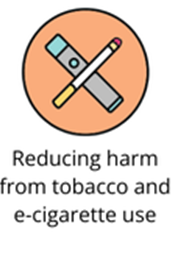 Reducing harm
from tobacco and
e-cigarette use